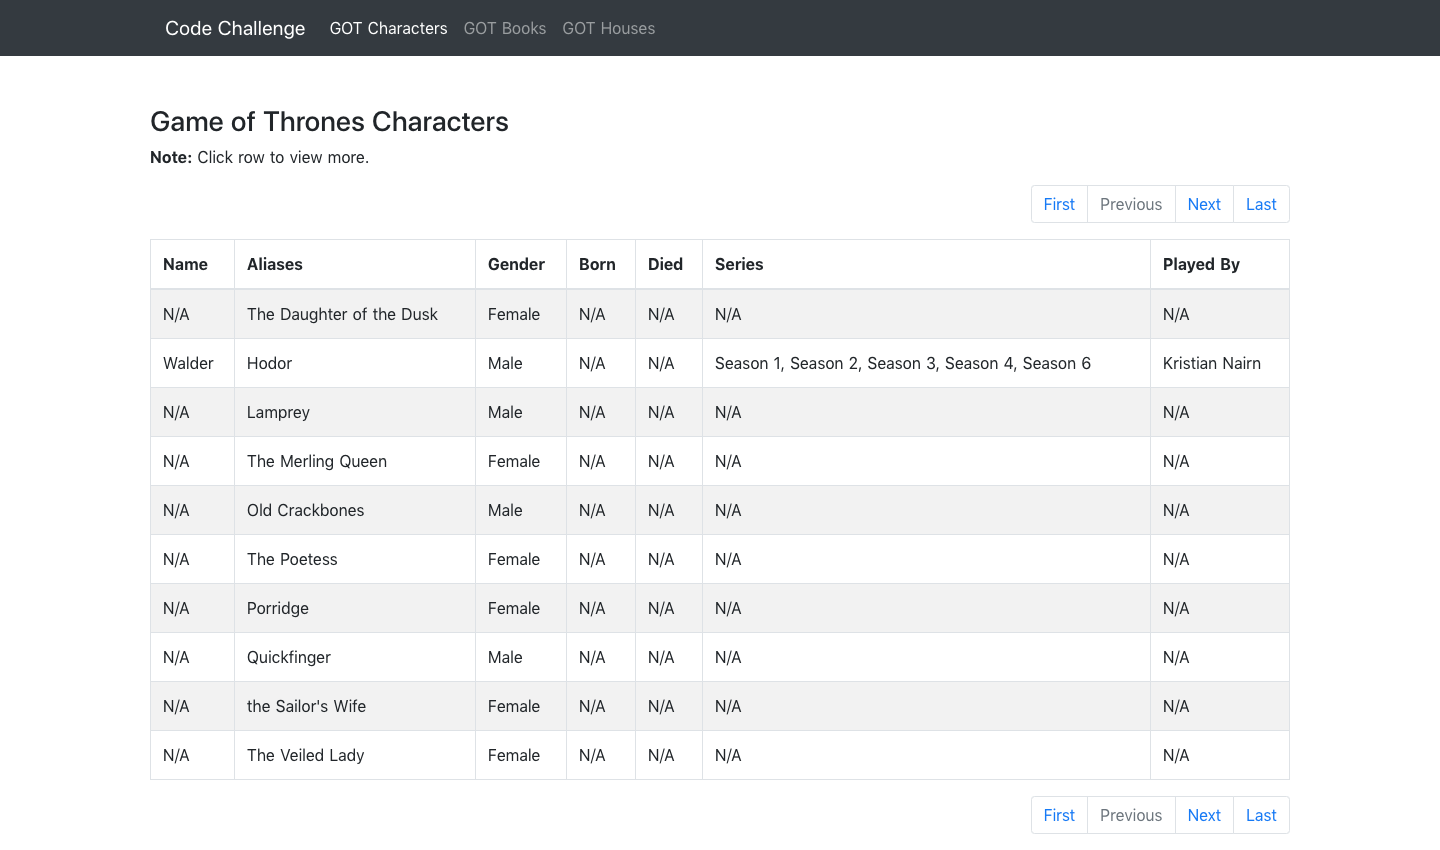 Code Challenge GOT Characters GOT Books GOT Houses
Game of Thrones Characters
Note: Click row to view more.
First Previous Next Last
Name Aliases Gender Born Died Series Played By
N/A The Daughter of the Dusk Female N/A N/A N/A N/A
Walder Hodor Male N/A N/A Season 1, Season 2, Season 3, Season 4, Season 6 Kristian Nairn
N/A Lamprey Male N/A N/A N/A N/A
N/A The Merling Queen Female N/A N/A N/A N/A
N/A Old Crackbones Male N/A N/A N/A N/A
N/A The Poetess Female N/A N/A N/A N/A
N/A Porridge Female N/A N/A N/A N/A
N/A Quickfinger Male N/A N/A N/A N/A
N/A the Sailor's Wife Female N/A N/A N/A N/A
N/A The Veiled Lady Female N/A N/A N/A N/A
First Previous Next Last